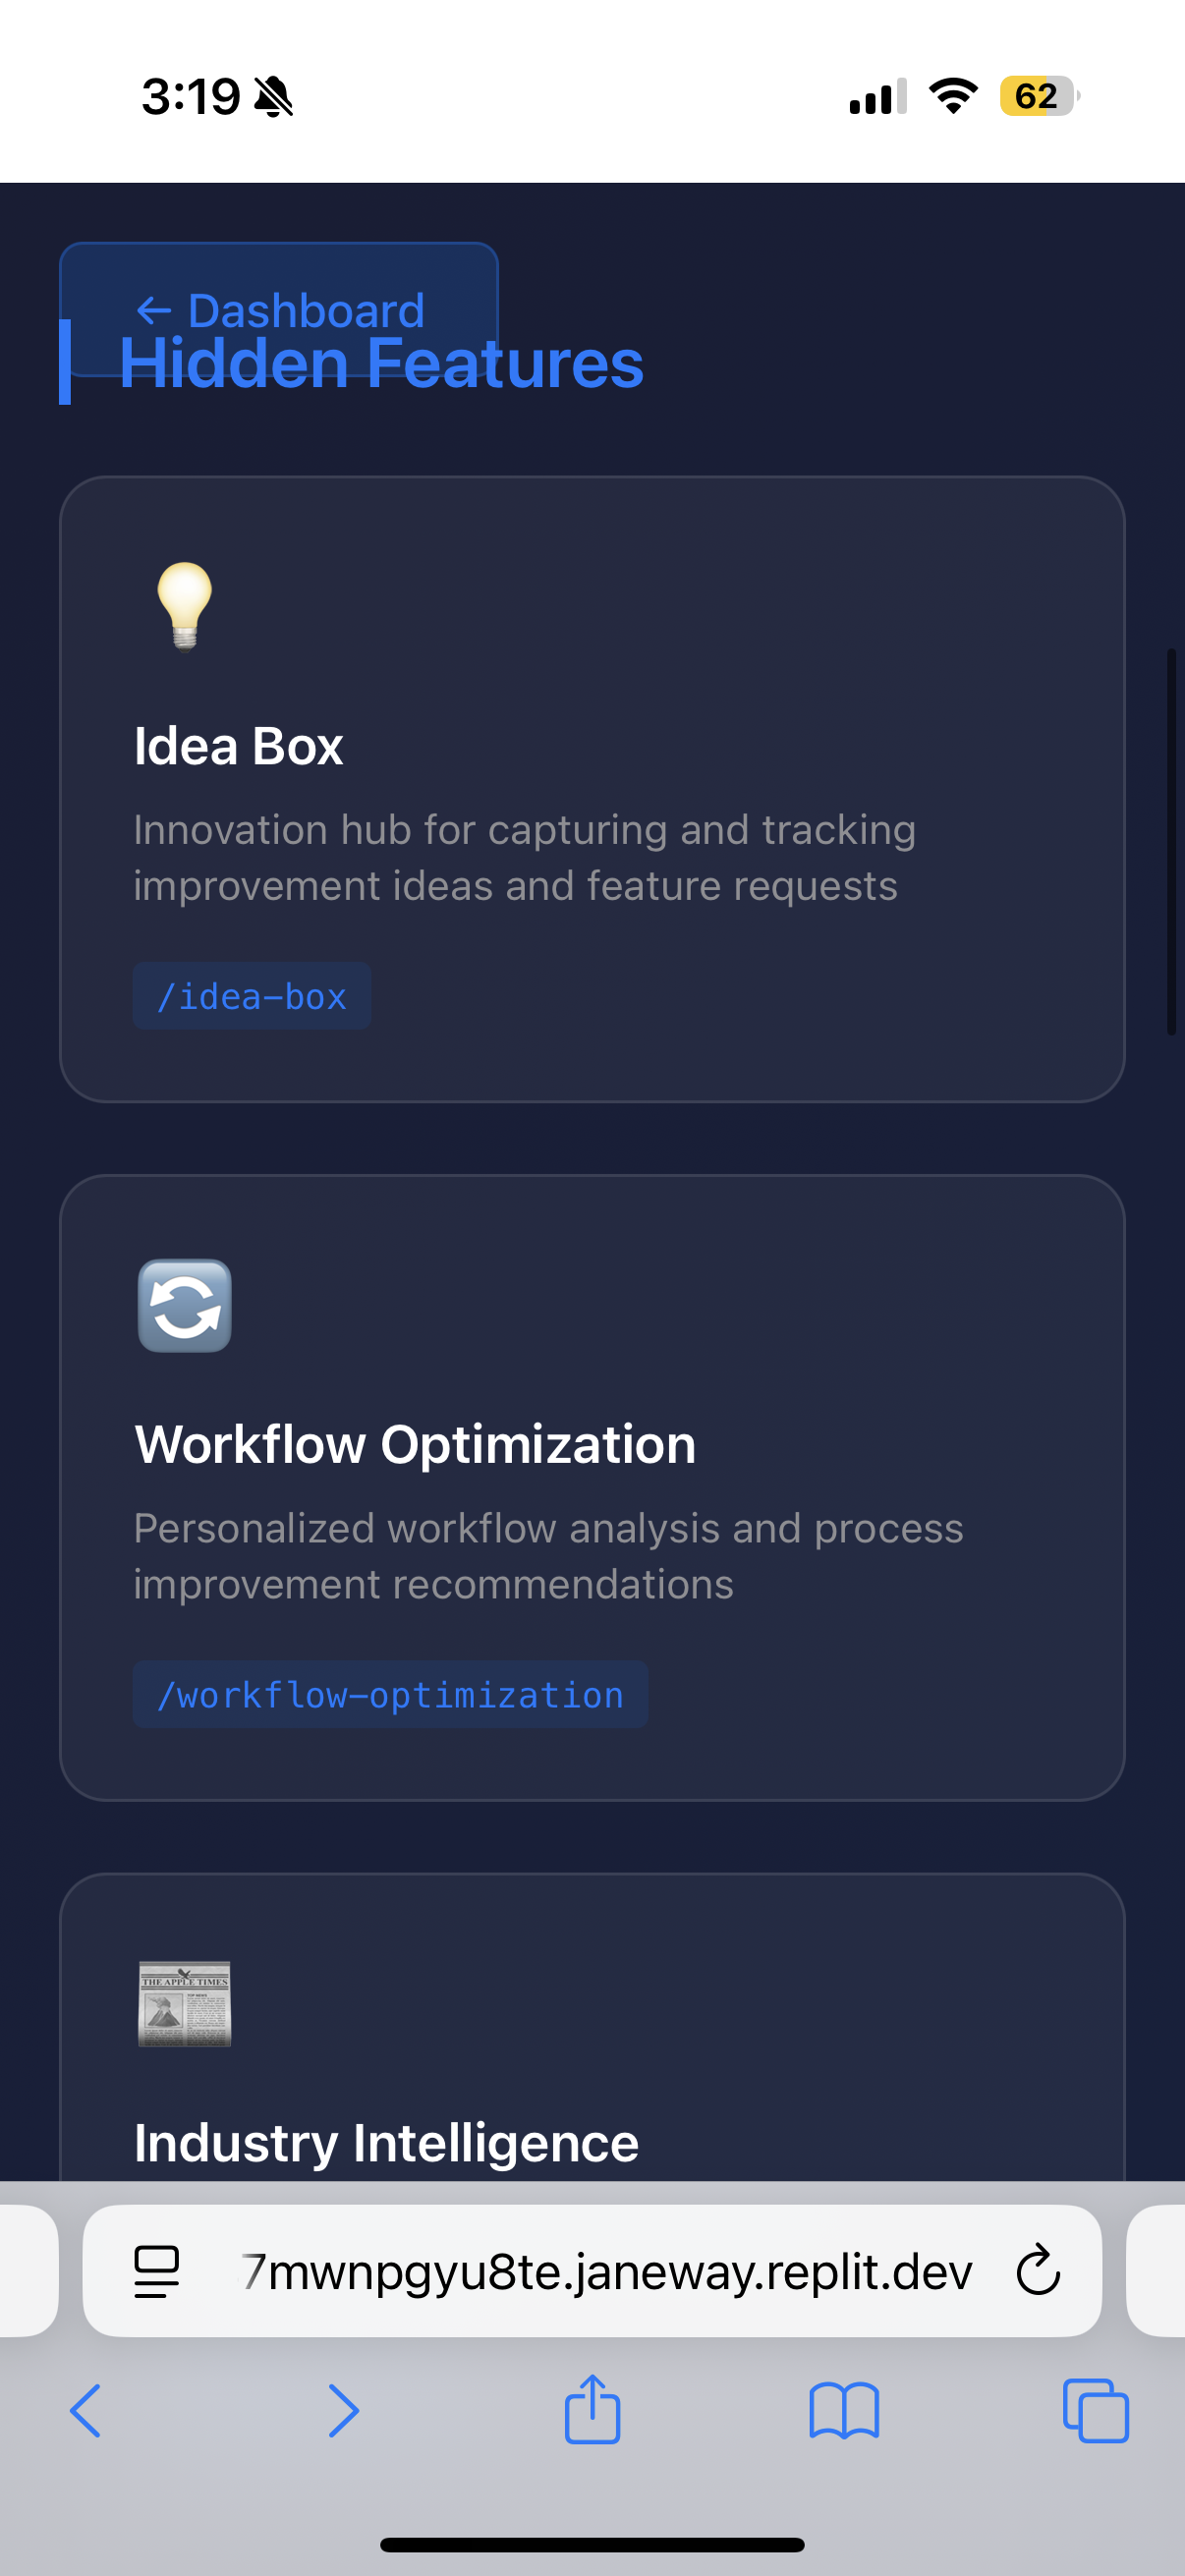 3:19
62
← Dashboard
Hidden Features
Idea Box
Innovation hub for capturing and tracking
improvement ideas and feature requests
/idea-box
Workflow Optimization
Personalized workflow analysis and process
improvement recommendations
/workflow-optimization
THE APPLE TIMES
Industry Intelligence
7mwnpgyu8te.janeway.replit.dev